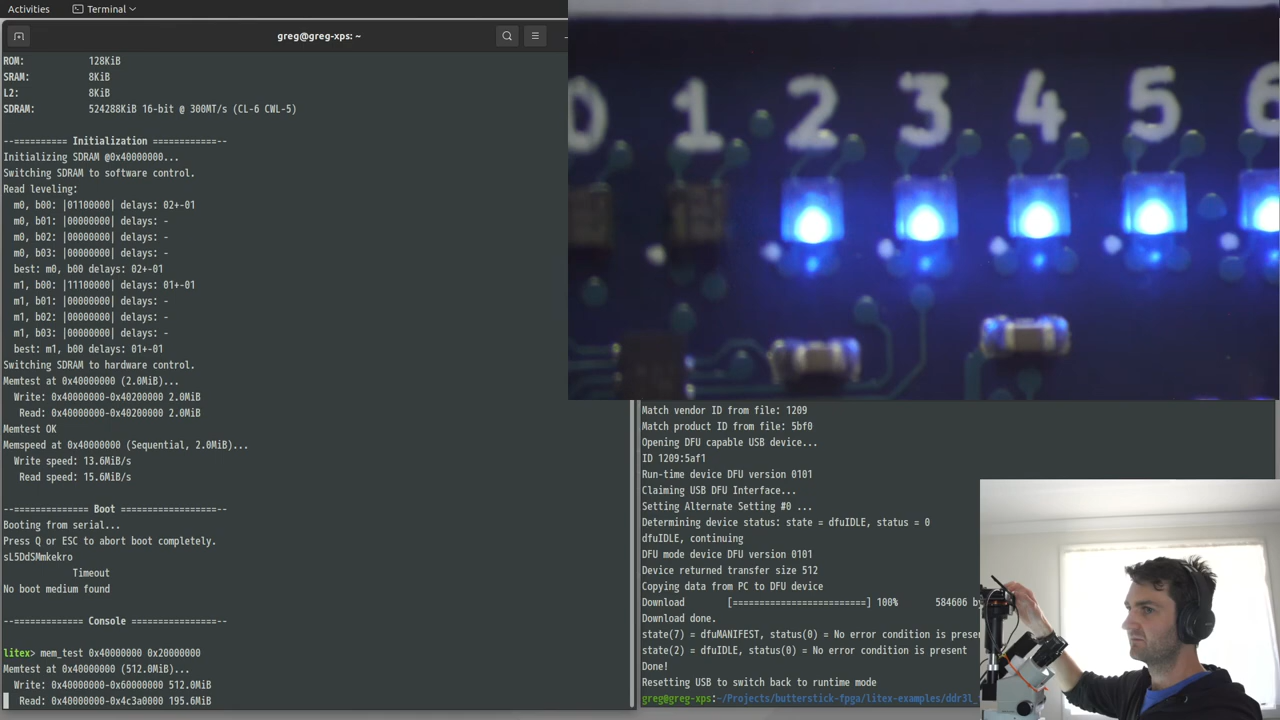 Activities
Terminal
greg@greg-xps: ~
ROM: 128KiB
SRAM: 8KiB
L2: 8KiB
SDRAM: 524288KiB 16-bit @ 300MT/s (CL-6 CWL-5)
--========== Initialization ============--
Initializing SDRAM @0x40000000...
Switching SDRAM to software control.
Read leveling:
m0, b00: |01100000| delays: 02+-01
m0, b01: |00000000| delays: -
m0, b02: |00000000| delays: -
m0, b03: |00000000| delays: -
best: m0, b00 delays: 02+-01
m1, b00: |11100000| delays: 01+-01
m1, b01: |00000000| delays: -
m1, b02: |00000000| delays: -
m1, b03: |00000000| delays: -
best: m1, b00 delays: 01+-01
Switching SDRAM to hardware control.
Memtest at 0x40000000 (2.0MiB)...
Write: 0x40000000-0x40200000 2.0MiB
Read: 0x40000000-0x40200000 2.0MiB
Memtest OK
Memspeed at 0x40000000 (Sequential, 2.0MiB)...
Write speed: 13.6MiB/s
Read speed: 15.6MiB/s
--============== Boot ==================--
Booting from serial...
Press Q or ESC to abort boot completely.
sL5DdSMmkekro
Timeout
No boot medium found
--============== Console ================--
litex> mem_test 0x40000000 0x20000000
Memtest at 0x40000000 (512.0MiB)...
Write: 0x40000000-0x60000000 512.0MiB
Read: 0x40000000-0x4c3a0000 195.6MiB
0 1 2 3 4 5 6
Match vendor ID from file: 1209
Match product ID from file: 5bf0
Opening DFU capable USB device...
ID 1209:5af1
Run-time device DFU version 0101
Claiming USB DFU Interface...
Setting Alternate Setting #0 ...
Determining device status: state = dfuIDLE, status = 0
dfuIDLE, continuing
DFU mode device DFU version 0101
Device returned transfer size 512
Copying data from PC to DFU device
Download [=========================] 100% 584606 by
Download done.
state(7) = dfuMANIFEST, status(0) = No error condition is presen
state(2) = dfuIDLE, status(0) = No error condition is present
Done!
Resetting USB to switch back to runtime mode
greg@greg-xps:~/Projects/butterstick-fpga/litex-examples/ddr3l_